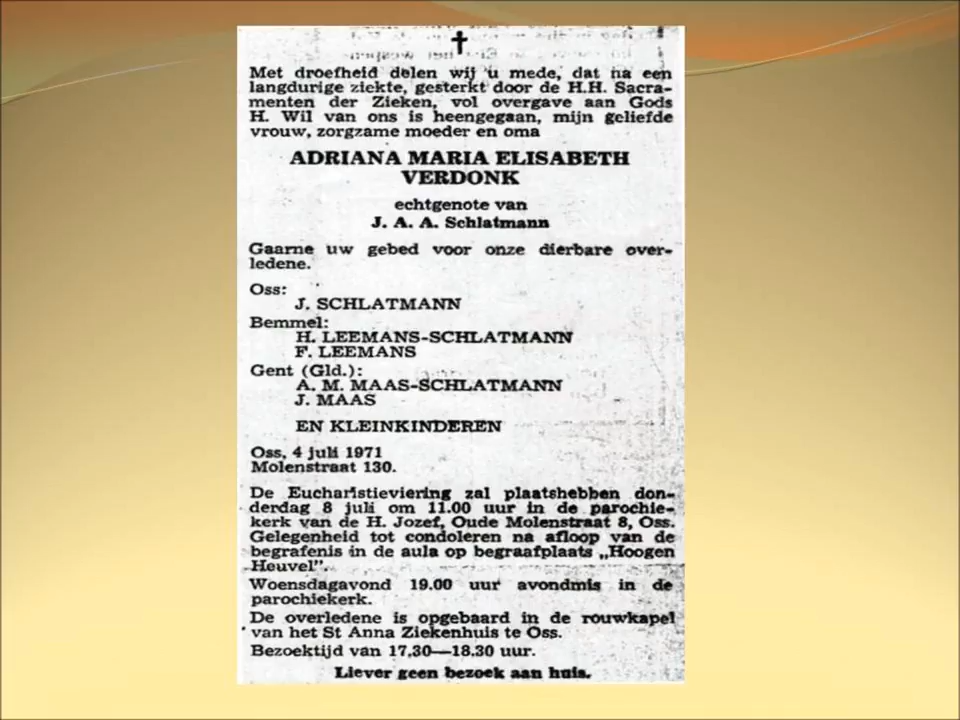 Met droefheid delen wij u mede, dat na een
langdurige ziekte, gesterkt door de H.H. Sacra-
menten der Zieken, vol overgave aan Gods
H. Wil van ons is heengegaan, mijn geliefde
vrouw, zorgzame moeder en oma
ADRIANA MARIA ELISABETH
VERDONK
echtgenote van
J. A. A. Schlatmann
Gaarne uw gebed voor onze dierbare over-
ledene.
Oss:
J. SCHLATMANN
Bemmel:
H. LEEMANS-SCHLATMANN
F. LEEMANS
Gent (Gld.):
A. M. MAAS-SCHLATMANN
J. MAAS
EN KLEINKINDEREN
Oss, 4 juli 1971
Molenstraat 130.
De Eucharistieviering zal plaatshebben don-
derdag 8 juli om 11.00 uur in de parochie-
kerk van de H. Jozef, Oude Molenstraat 8, Oss.
Gelegenheid tot condoleren na afloop van de
begrafenis in de aula op begraafplaats „Hoogen
Heuvel”.
Woensdagavond 19.00 uur avondmis in de
parochiekerk.
De overledene is opgebaard in de rouwkapel
van het St Anna Ziekenhuis te Oss.
Bezoektijd van 17.30—18.30 uur.
Liever geen bezoek aan huis.